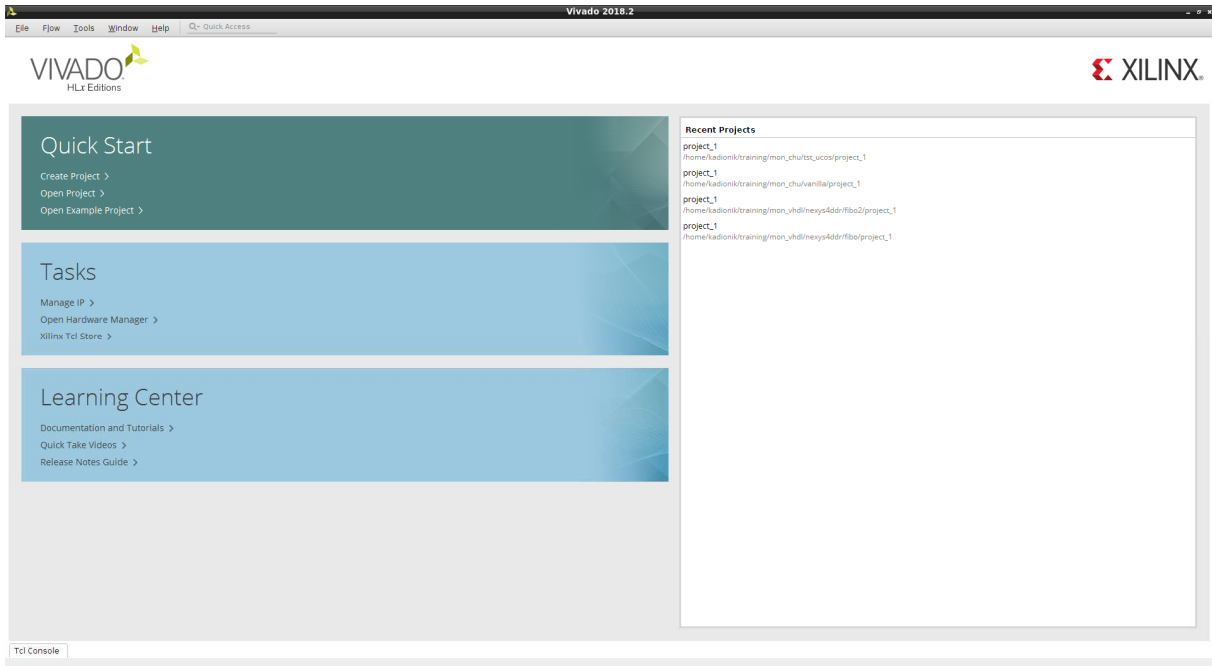 Vivado 2018.2
File Flow Tools Window Help Quick Access
VIVADO.
HLx Editions
XILINX.
Quick Start
Create Project >
Open Project >
Open Example Project >
Tasks
Manage IP >
Open Hardware Manager >
Xilinx Tcl Store >
Learning Center
Documentation and Tutorials >
Quick Take Videos >
Release Notes Guide >
Recent Projects
project_1
/home/kadionik/training/mon_chu/tst_ucos/project_1
project_1
/home/kadionik/training/mon_chu/vanilla/project_1
project_1
/home/kadionik/training/mon_vhdl/nexys4ddr/fibo2/project_1
project_1
/home/kadionik/training/mon_vhdl/nexys4ddr/fibo/project_1
Tcl Console